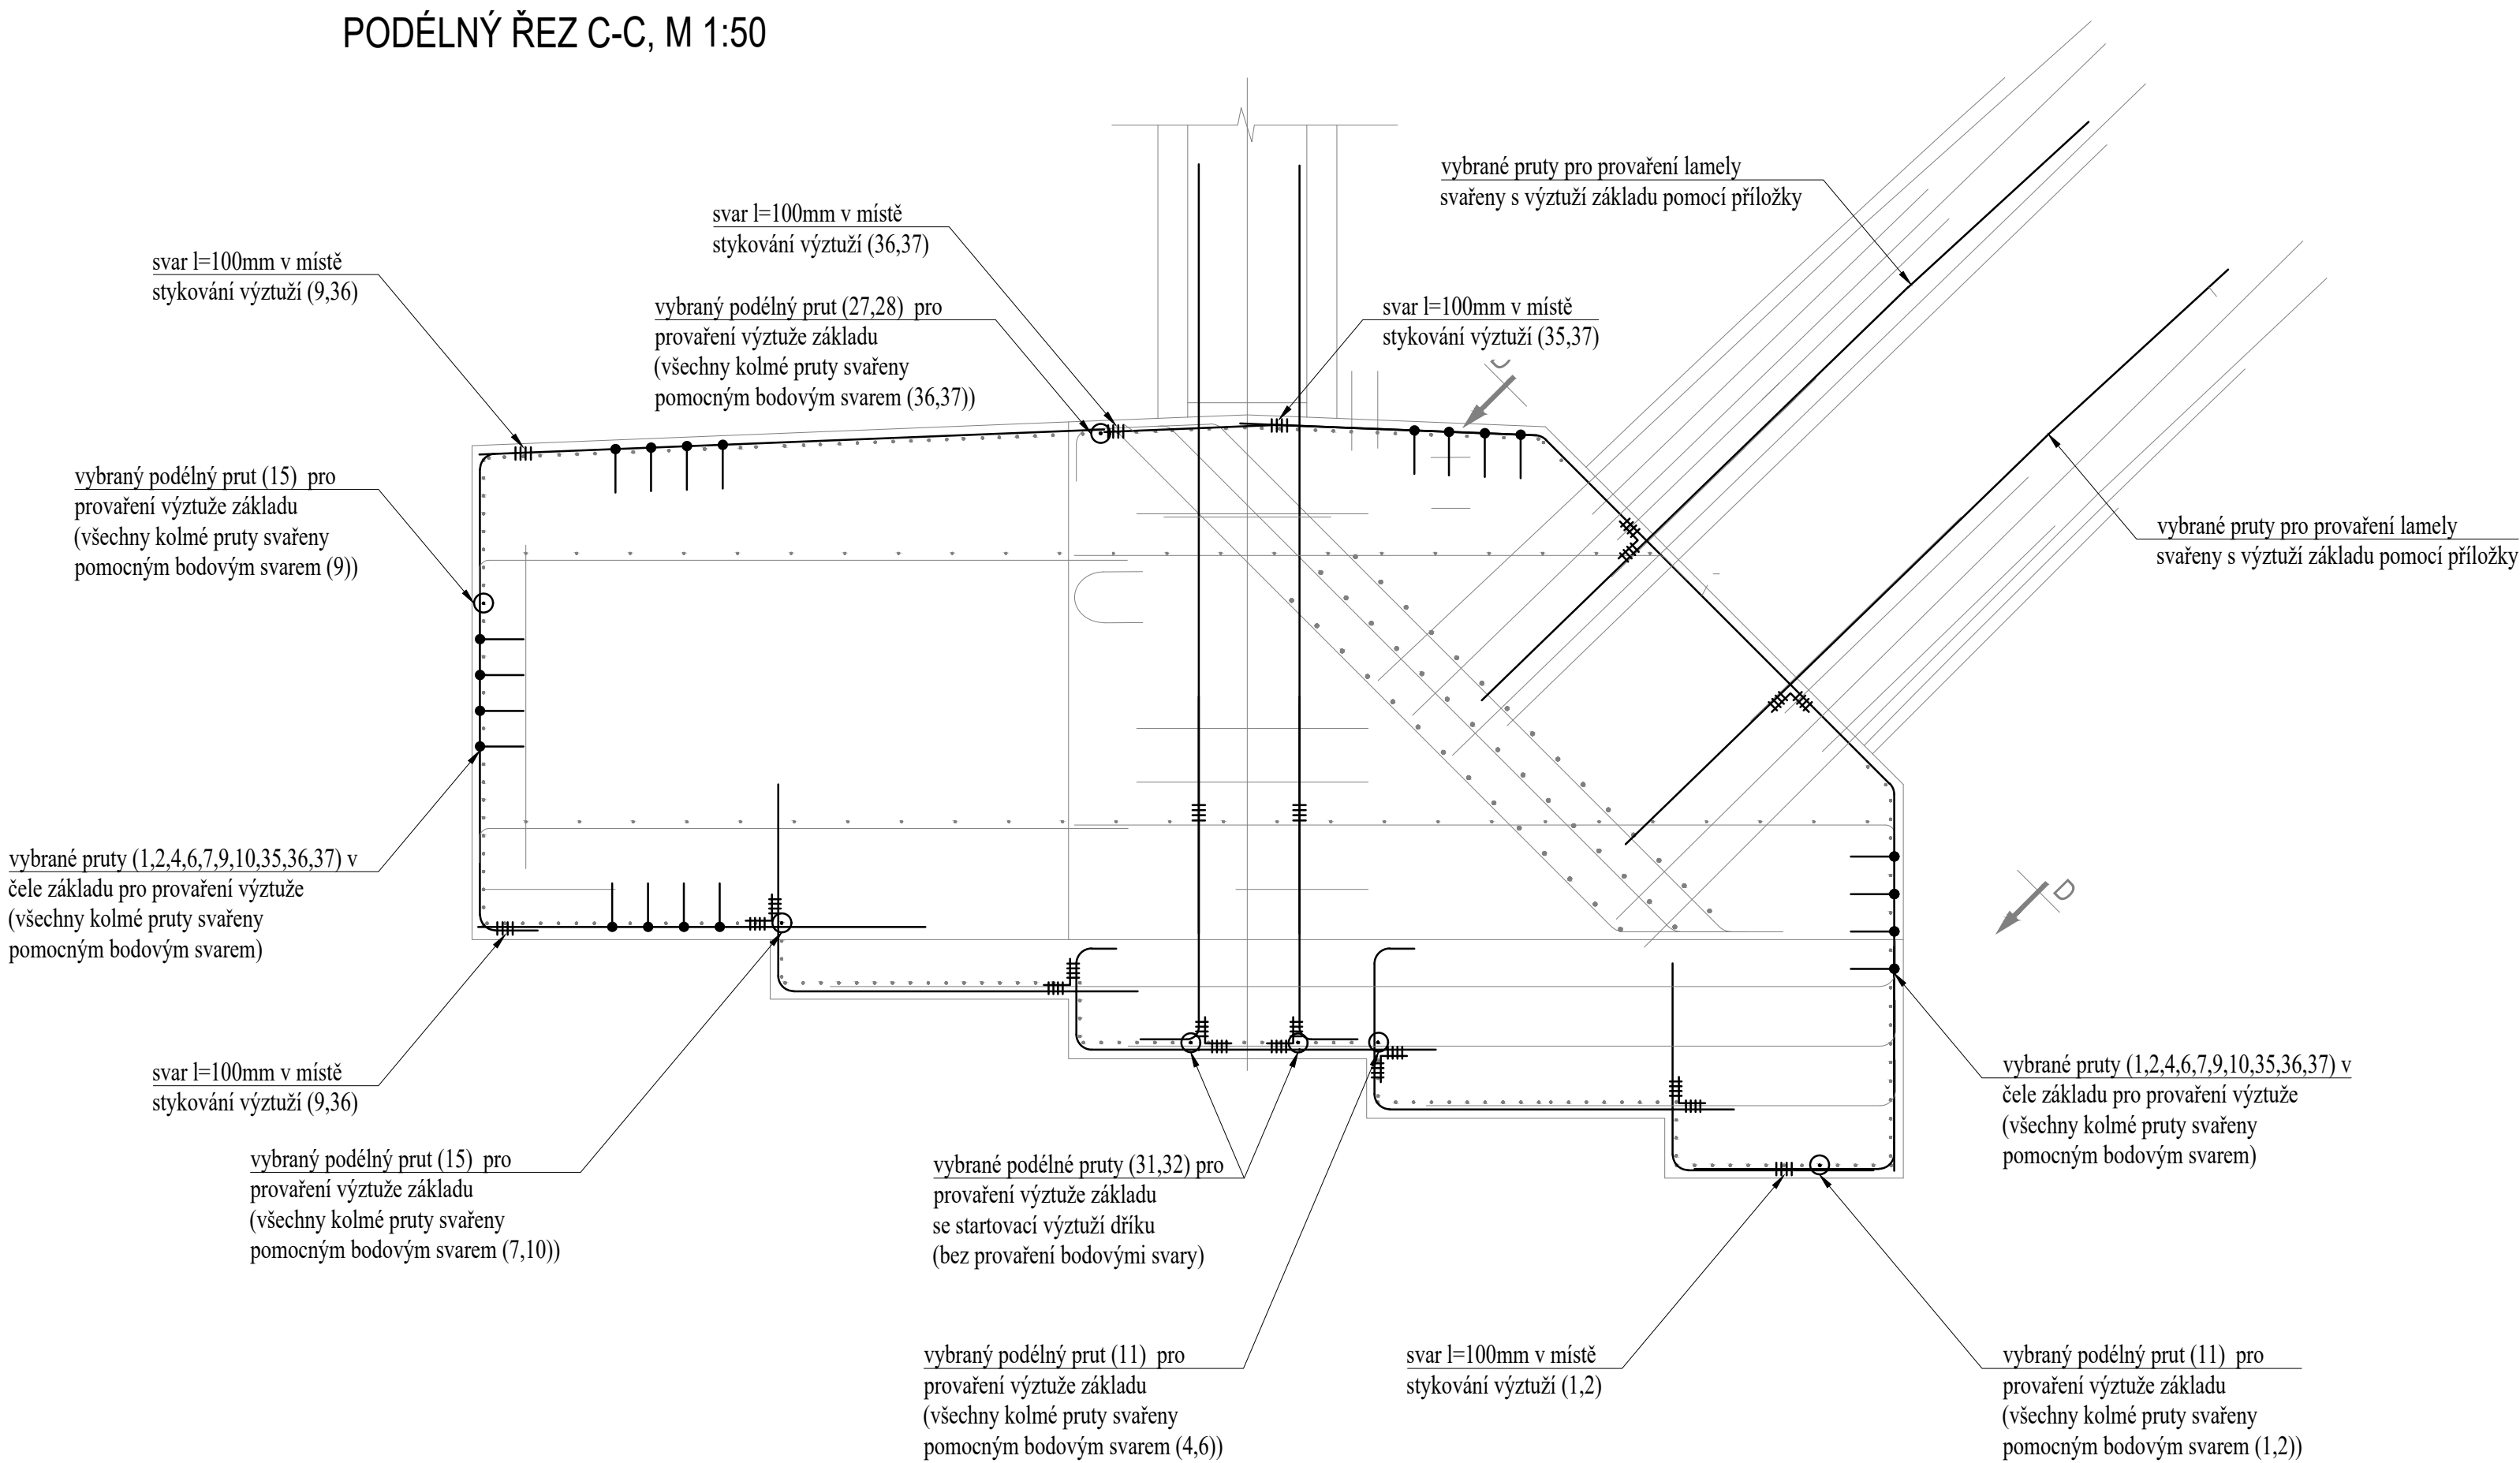 PODÉLNÝ ŘEZ C-C, M 1:50
vybrané pruty pro provaření lamely
svařeny s výztuží základu pomocí příložky
svar l=100mm v místě
stykování výztuží (36,37)
svar l=100mm v místě
stykování výztuží (9,36)
vybraný podélný prut (27,28) pro
provaření výztuže základu
(všechny kolmé pruty svařeny
pomocným bodovým svarem (36,37))
svar l=100mm v místě
stykování výztuží (35,37)
vybraný podélný prut (15) pro
provaření výztuže základu
(všechny kolmé pruty svařeny
pomocným bodovým svarem (9))
vybrané pruty pro provaření lamely
svařeny s výztuží základu pomocí příložky
vybrané pruty (1,2,4,6,7,9,10,35,36,37) v
čele základu pro provaření výztuže
(všechny kolmé pruty svařeny
pomocným bodovým svarem)
D
svar l=100mm v místě
stykování výztuží (9,36)
vybrané pruty (1,2,4,6,7,9,10,35,36,37) v
čele základu pro provaření výztuže
(všechny kolmé pruty svařeny
pomocným bodovým svarem)
vybraný podélný prut (15) pro
provaření výztuže základu
(všechny kolmé pruty svařeny
pomocným bodovým svarem (7,10))
vybrané podélné pruty (31,32) pro
provaření výztuže základu
se startovací výztuží dříku
(bez provaření bodovými svary)
vybraný podélný prut (11) pro
provaření výztuže základu
(všechny kolmé pruty svařeny
pomocným bodovým svarem (4,6))
svar l=100mm v místě
stykování výztuží (1,2)
vybraný podélný prut (11) pro
provaření výztuže základu
(všechny kolmé pruty svařeny
pomocným bodovým svarem (1,2))